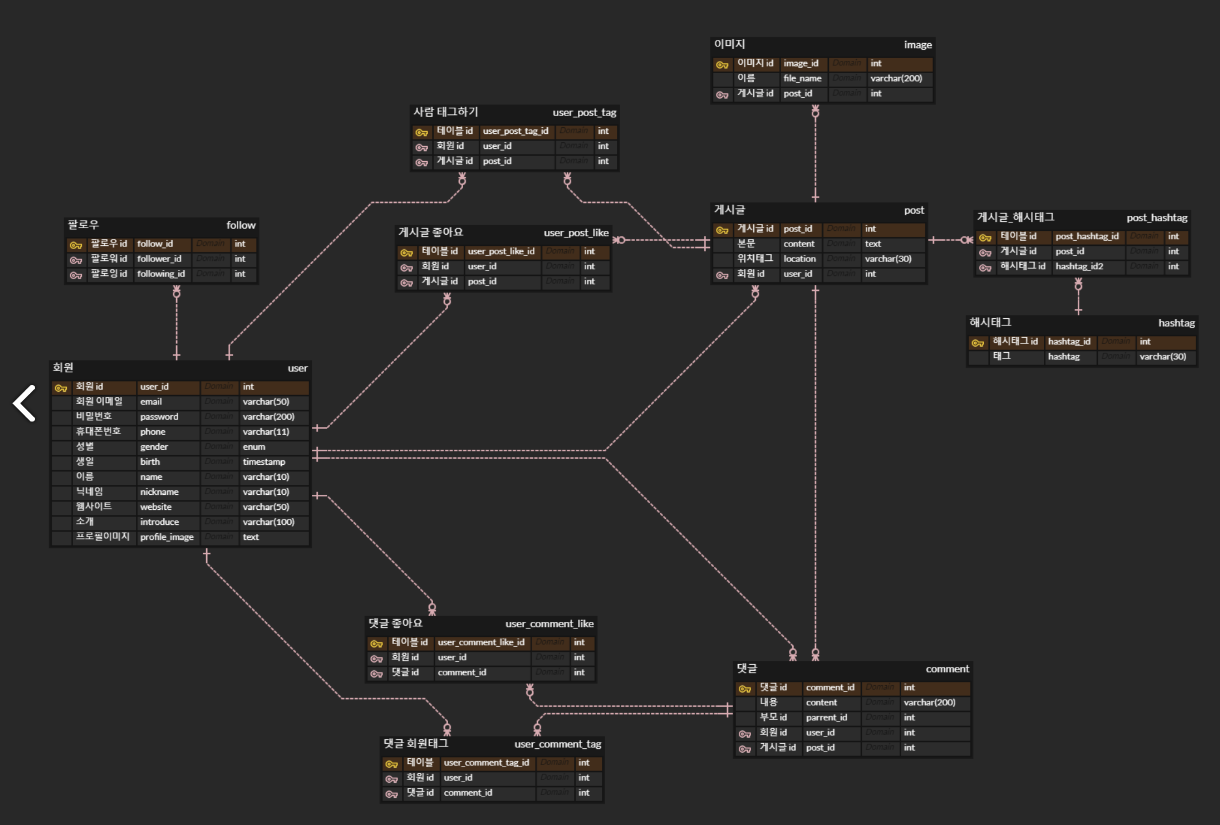 이미지 image
이미지 id image_id Domain int
이름 file_name Domain varchar(200)
게시글 id post_id Domain int
사람 태그하기 user_post_tag
테이블 id user_post_tag_id Domain int
회원 id user_id Domain int
게시글 id post_id Domain int
팔로우 follow
팔로우 id follow_id Domain int
팔로워 id follower_id Domain int
팔로잉 id following_id Domain int
게시글 좋아요 user_post_like
테이블 id user_post_like_id Domain int
회원 id user_id Domain int
게시글 id post_id Domain int
게시글 post
게시글 id post_id Domain int
본문 content Domain text
위치태그 location Domain varchar(30)
회원 id user_id Domain int
게시글_해시태그 post_hashtag
테이블 id post_hashtag_id Domain int
게시글 id post_id Domain int
해시태그 id hashtag_id2 Domain int
해시태그 hashtag
해시태그 id hashtag_id Domain int
태그 hashtag Domain varchar(30)
회원 user
회원 id user_id Domain int
회원 이메일 email Domain varchar(50)
비밀번호 password Domain varchar(200)
휴대폰번호 phone Domain varchar(11)
성별 gender Domain enum
생일 birth Domain timestamp
이름 name Domain varchar(10)
닉네임 nickname Domain varchar(10)
웹사이트 website Domain varchar(50)
소개 introduce Domain varchar(100)
프로필이미지 profile_image Domain text
댓글 좋아요 user_comment_like
테이블 id user_comment_like_id Domain int
회원 id user_id Domain int
댓글 id comment_id Domain int
댓글 comment
댓글 id comment_id Domain int
내용 content Domain varchar(200)
부모 id parrent_id Domain int
회원 id user_id Domain int
게시글 id post_id Domain int
댓글 회원태그 user_comment_tag
테이블 user_comment_tag_id Domain int
회원 id user_id Domain int
댓글 id comment_id Domain int